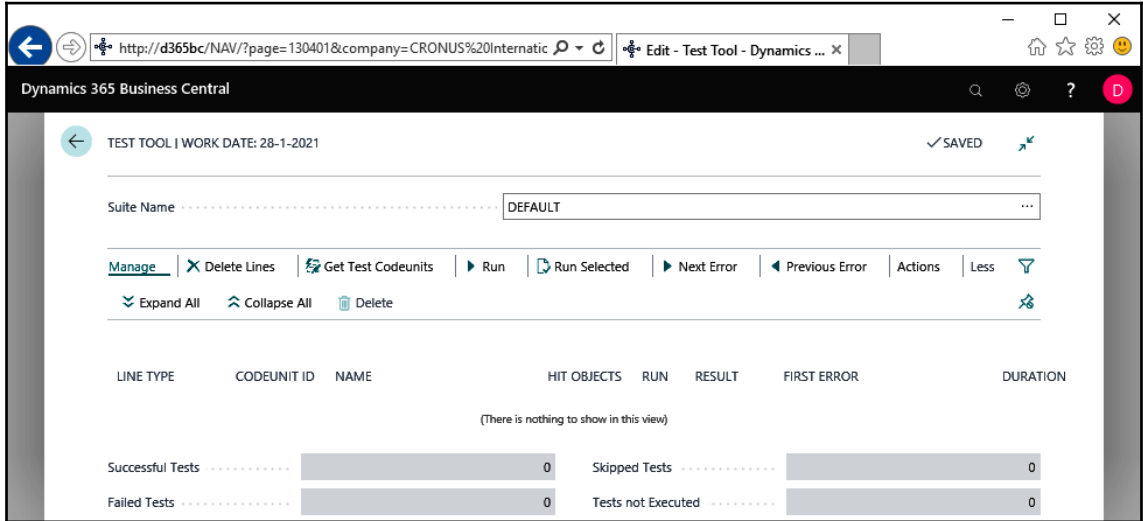 http://d365bc/NAV/?page=130401&company=CRONUS%20Internatic
Edit - Test Tool - Dynamics ...
Dynamics 365 Business Central
?
D
TEST TOOL | WORK DATE: 28-1-2021
SAVED
Suite Name
DEFAULT
...
Manage Delete Lines Get Test Codeunits Run Run Selected Next Error Previous Error Actions Less
Expand All Collapse All Delete
LINE TYPE CODEUNIT ID NAME HIT OBJECTS RUN RESULT FIRST ERROR DURATION
(There is nothing to show in this view)
Successful Tests 0 Skipped Tests 0
Failed Tests 0 Tests not Executed 0